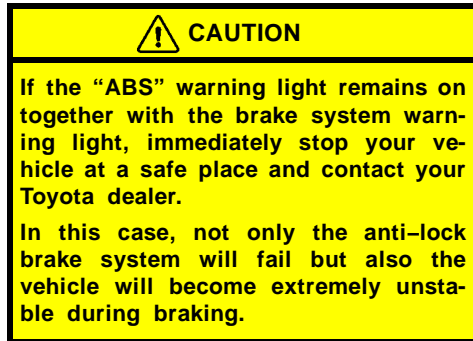 CAUTION
If the “ABS” warning light remains on
together with the brake system warn-
ing light, immediately stop your ve-
hicle at a safe place and contact your
Toyota dealer.
In this case, not only the anti–lock
brake system will fail but also the
vehicle will become extremely unsta-
ble during braking.